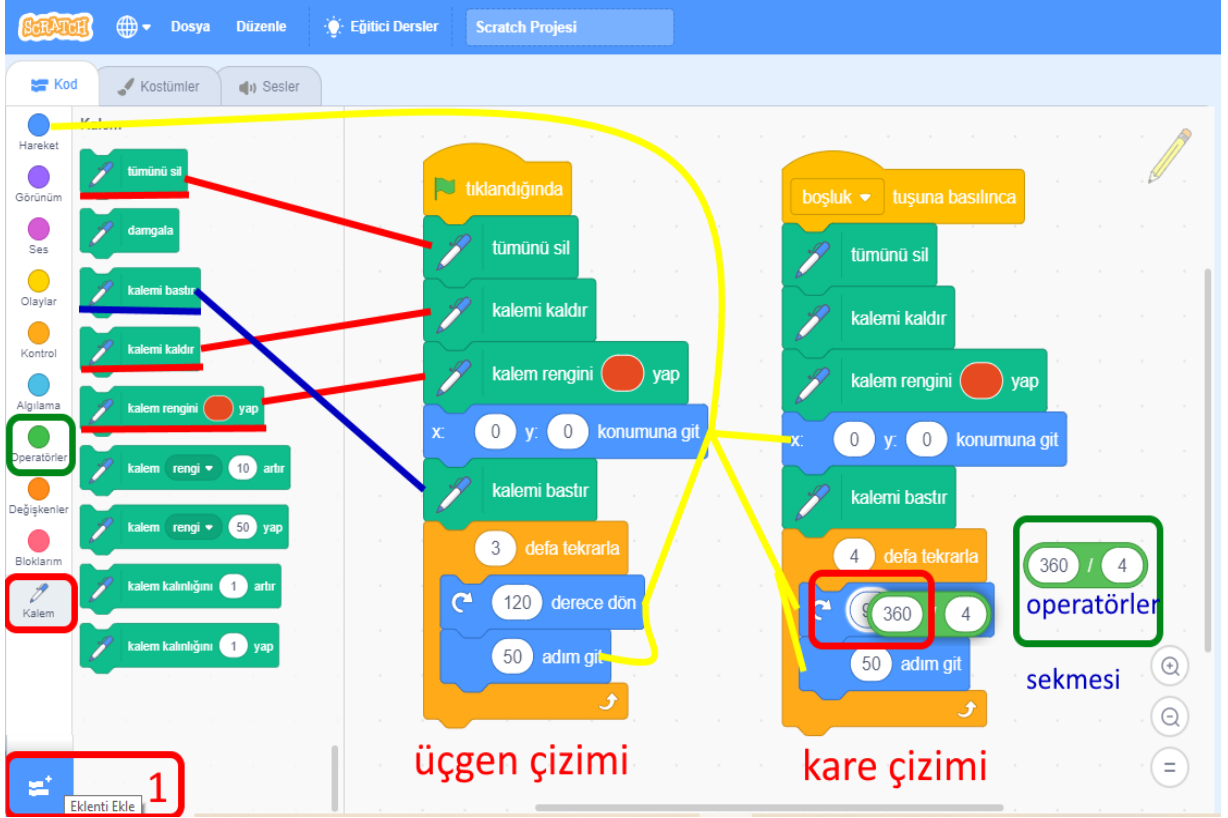 SCRATCH
Dosya
Düzenle
Eğitici Dersler
Scratch Projesi
Kod
Kostümler
Sesler
Hareket
Görünüm
Ses
Olaylar
Kontrol
Algılama
Operatörler
Değişkenler
Bloklarım
Kalem
Eklenti Ekle
1
Kalem
tümünü sil
damgala
kalemi bastır
kalemi kaldır
kalem rengini yap
kalem rengi 10 artır
kalem rengi 50 yap
kalem kalınlığını 1 artır
kalem kalınlığını 1 yap
tıklandığında
tümünü sil
kalemi kaldır
kalem rengini yap
x: 0 y: 0 konumuna git
kalemi bastır
3 defa tekrarla
120 derece dön
50 adım git
üçgen çizimi
boşluk tuşuna basılınca
tümünü sil
kalemi kaldır
kalem rengini yap
x: 0 y: 0 konumuna git
kalemi bastır
4 defa tekrarla
360 / 4
50 adım git
kare çizimi
360 / 4
operatörler
sekmesi